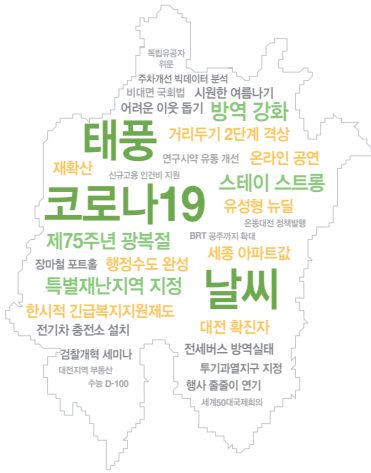 독립유공자
위문
주차개선 빅데이터 분석
비대면 국회법 시원한 여름나기
어려운 이웃 돕기 방역 강화
태풍 거리두기 2단계 격상
연구시약 유통 개선 온라인 공연
재확산 신규고용 인건비 지원
스테이 스트롱
코로나19 유성형 뉴딜
온동대전 정책발행
제75주년 광복절 BRT 공주까지 확대
세종 아파트값
장마철 포트홀 행정수도 완성
특별재난지역 지정 날씨
한시적 긴급복지지원제도
대전 확진자
전기차 충전소 설치
검찰개혁 세미나 전세버스 방역실태
대전지역 부동산 투기과열지구 지정
수능 D-100 행사 줄줄이 연기
세계50대국제회의